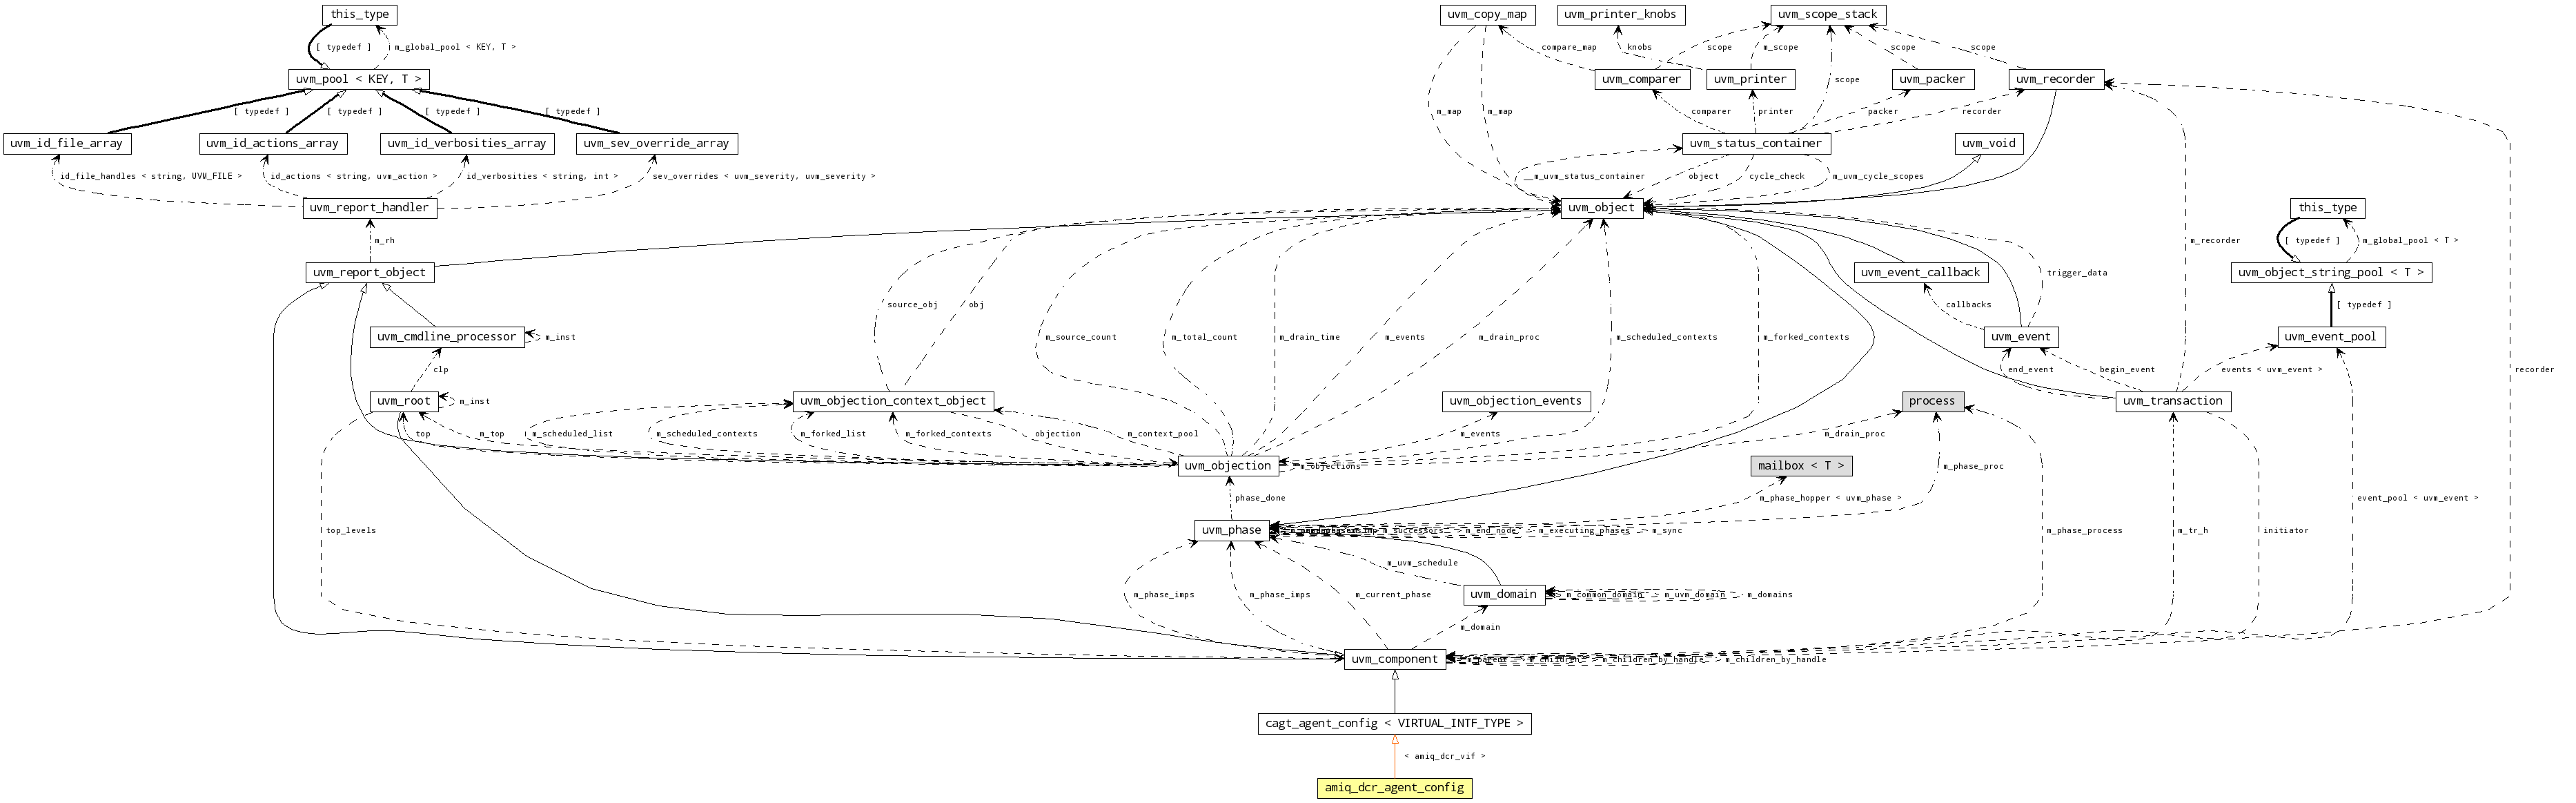 this_type
uvm_copy_map
uvm_printer_knobs
uvm_scope_stack
[ typedef ]
m_global_pool < KEY, T >
compare_map
knobs
scope
m_scope
scope
scope
uvm_pool < KEY, T >
uvm_comparer
uvm_printer
scope
uvm_packer
uvm_recorder
[ typedef ]
[ typedef ]
[ typedef ]
[ typedef ]
m_map
m_map
comparer
printer
packer
recorder
uvm_id_file_array
uvm_id_actions_array
uvm_id_verbosities_array
uvm_sev_override_array
uvm_status_container
uvm_void
id_file_handles < string, UVM_FILE >
id_actions < string, uvm_action >
id_verbosities < string, int >
sev_overrides < uvm_severity, uvm_severity >
__m_uvm_status_container
object
cycle_check
m_uvm_cycle_scopes
uvm_report_handler
uvm_object
this_type
m_rh
m_recorder
[ typedef ]
m_global_pool < T >
uvm_report_object
uvm_event_callback
trigger_data
uvm_object_string_pool < T >
source_obj
obj
callbacks
[ typedef ]
uvm_cmdline_processor
m_inst
m_source_count
m_total_count
m_drain_time
m_events
m_drain_proc
m_scheduled_contexts
m_forked_contexts
uvm_event
uvm_event_pool
clp
end_event
begin_event
events < uvm_event >
recorder
uvm_root
m_inst
uvm_objection_context_object
uvm_objection_events
process
uvm_transaction
top
m_top
m_scheduled_list
m_scheduled_contexts
m_forked_list
m_forked_contexts
objection
m_context_pool
m_events
m_drain_proc
uvm_objection
m_objections
mailbox < T >
m_phase_proc
phase_done
m_phase_hopper < uvm_phase >
event_pool < uvm_event >
top_levels
uvm_phase
m_successors
m_end_node
m_executing_phases
m_sync
m_phase_process
m_tr_h
initiator
m_uvm_schedule
m_phase_imps
m_phase_imps
m_current_phase
uvm_domain
m_common_domain
m_uvm_domain
m_domains
m_domain
uvm_component
m_parent
m_children
m_children_by_handle
m_children_by_handle
cagt_agent_config < VIRTUAL_INTF_TYPE >
< amiq_dcr_vif >
amiq_dcr_agent_config